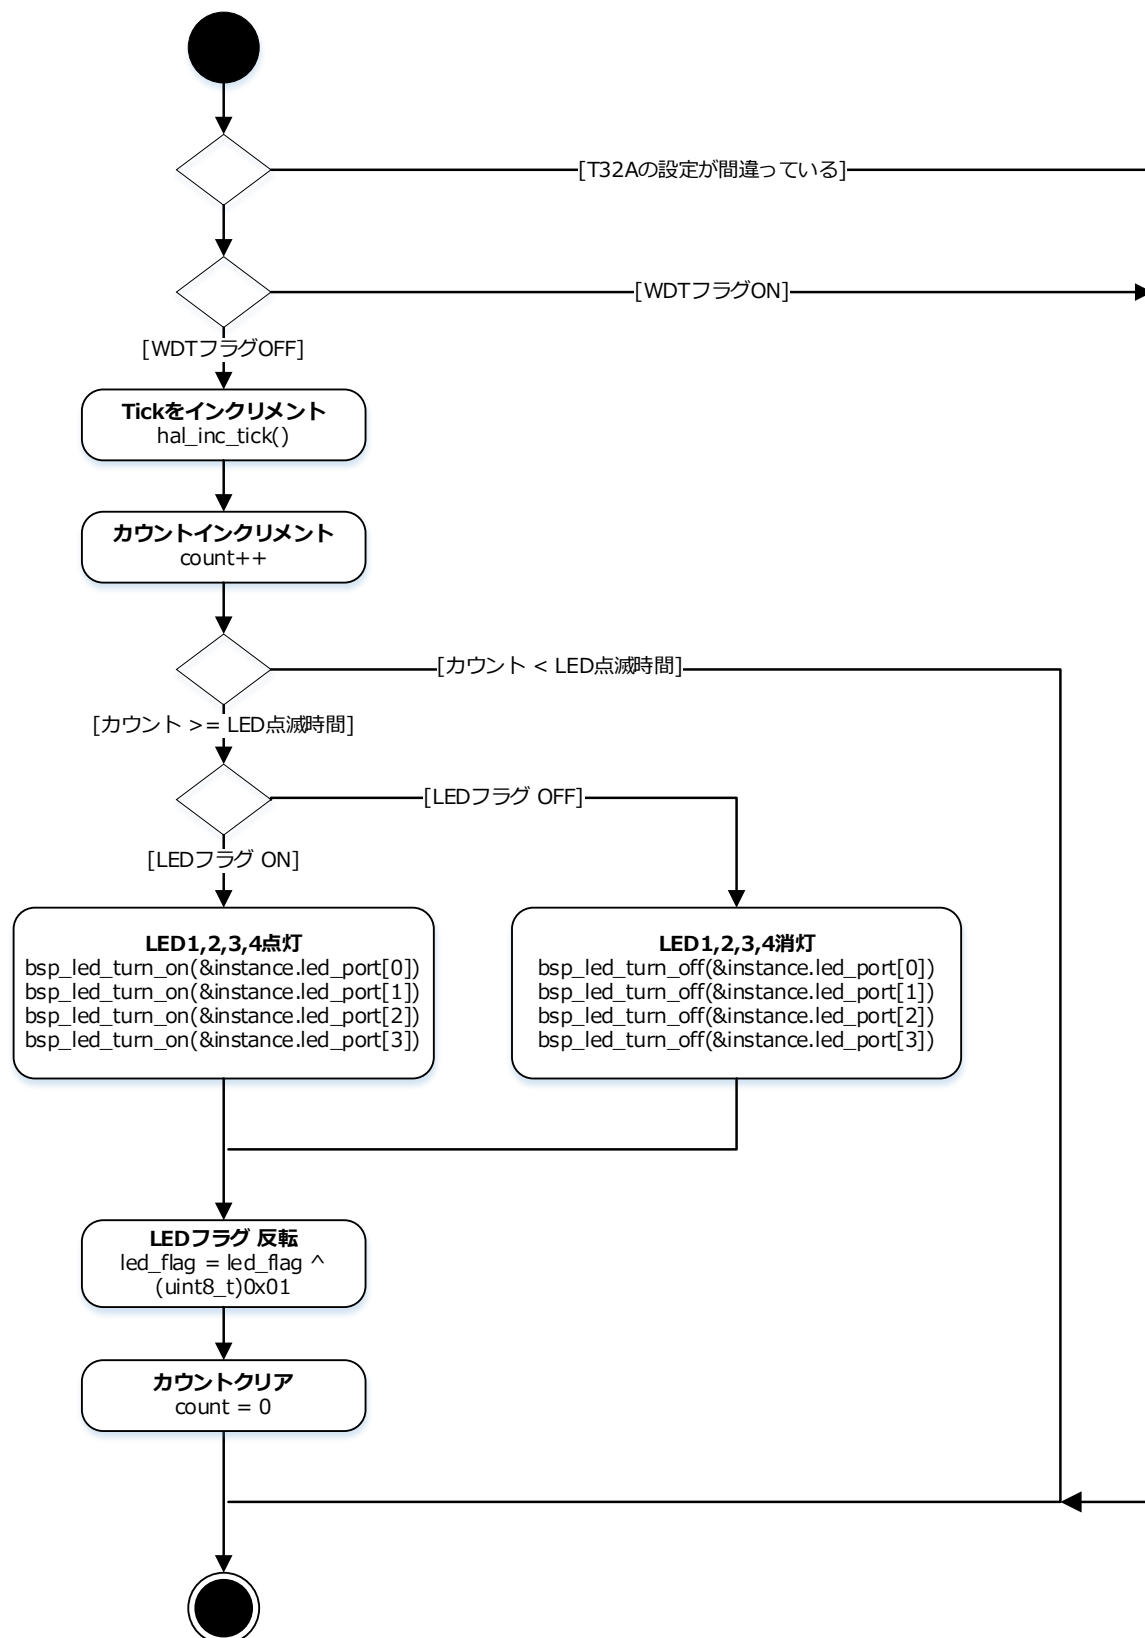 [T32Aの設定が間違っている]
[WDTフラグON]
[WDTフラグOFF]
Tickをインクリメント
hal_inc_tick()
カウントインクリメント
count++
[カウント < LED点滅時間]
[カウント >= LED点滅時間]
[LEDフラグ OFF]
[LEDフラグ ON]
LED1,2,3,4点灯
bsp_led_turn_on(&instance.led_port[0])
bsp_led_turn_on(&instance.led_port[1])
bsp_led_turn_on(&instance.led_port[2])
bsp_led_turn_on(&instance.led_port[3])
LED1,2,3,4消灯
bsp_led_turn_off(&instance.led_port[0])
bsp_led_turn_off(&instance.led_port[1])
bsp_led_turn_off(&instance.led_port[2])
bsp_led_turn_off(&instance.led_port[3])
LEDフラグ 反転
led_flag = led_flag ^
(uint8_t)0x01
カウントクリア
count = 0